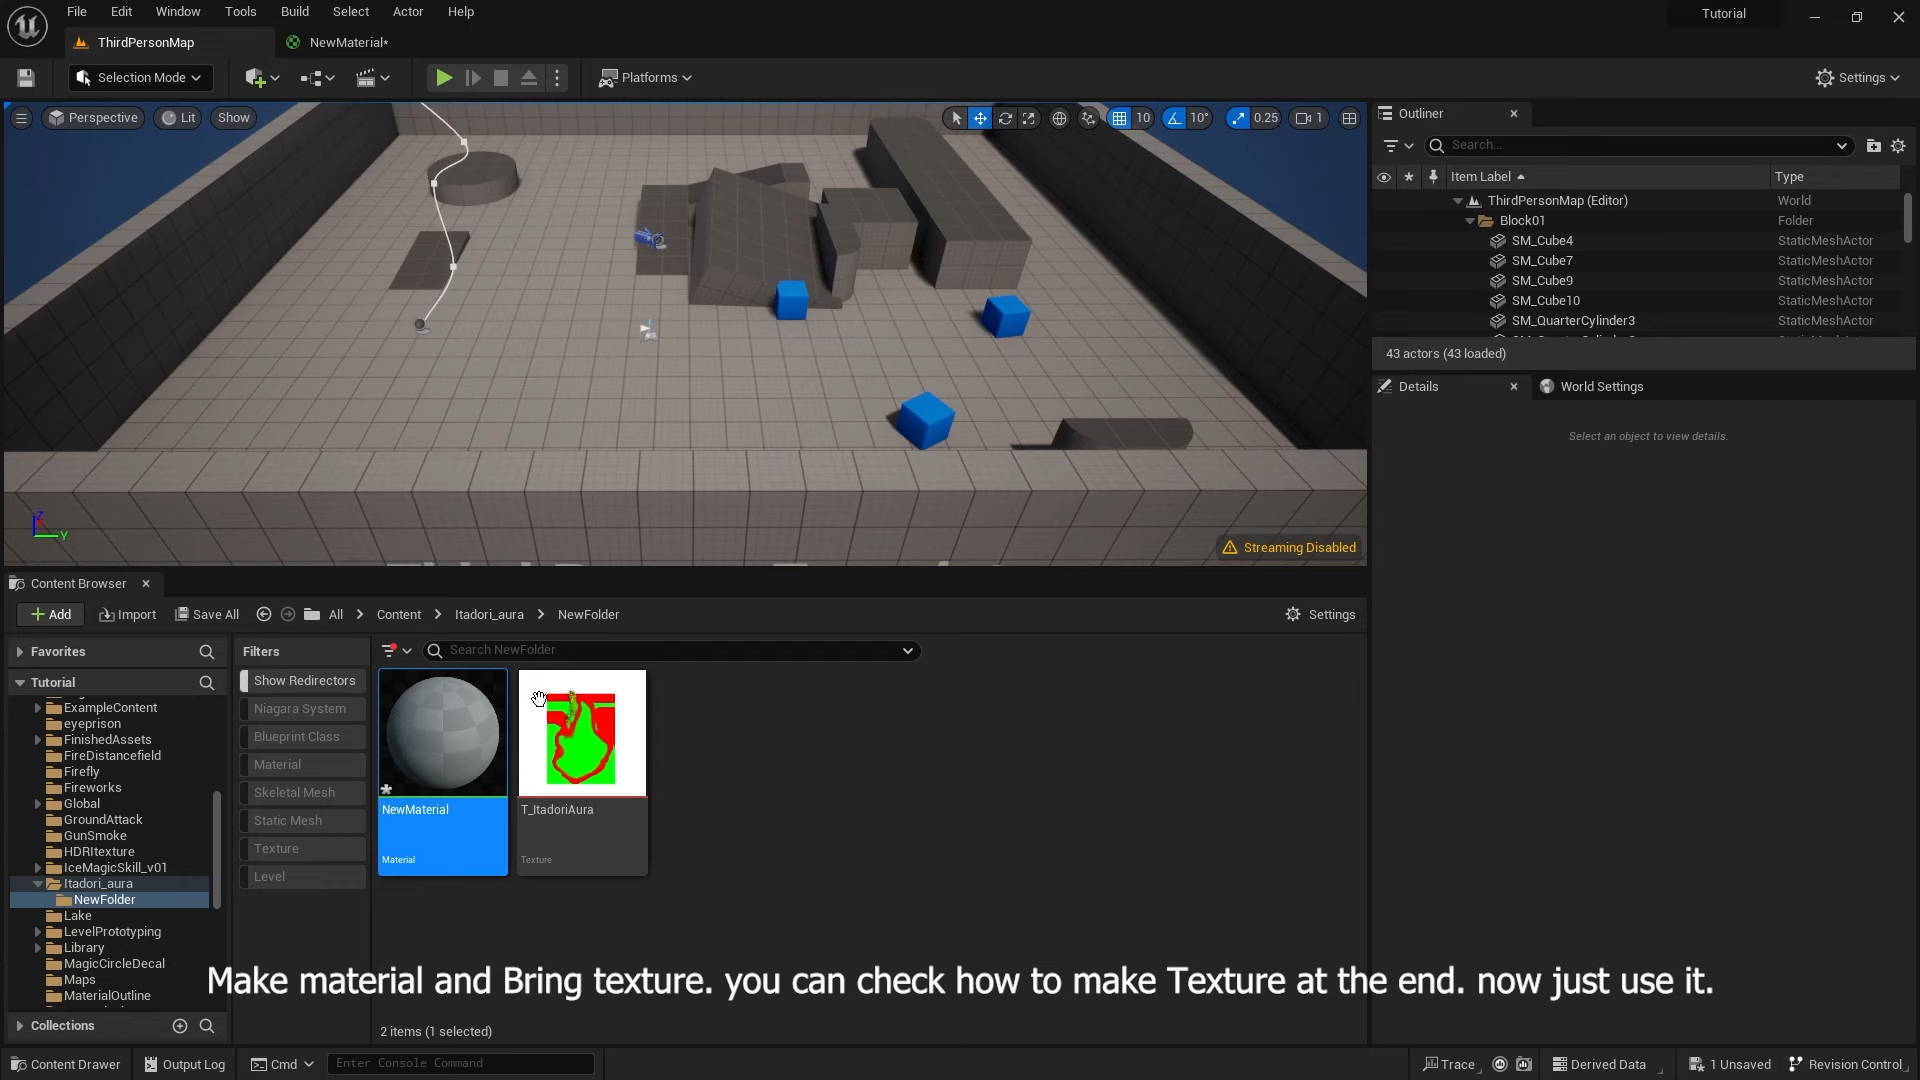 File Edit Window Tools Build Select Actor Help
Tutorial
ThirdPersonMap
NewMaterial*
Selection Mode
Platforms
Settings
Perspective
Lit
Show
10
10°
0.25
1
Streaming Disabled
Outliner
Search...
Item Label
Type
ThirdPersonMap (Editor) World
Block01 Folder
SM_Cube4 StaticMeshActor
SM_Cube7 StaticMeshActor
SM_Cube9 StaticMeshActor
SM_Cube10 StaticMeshActor
SM_QuarterCylinder3 StaticMeshActor
43 actors (43 loaded)
Details
World Settings
Select an object to view details.
Z
Y
Content Browser
Add
Import
Save All
All
Content
Itadori_aura
NewFolder
Settings
Favorites
Tutorial
ExampleContent
eyeprison
FinishedAssets
FireDistancefield
Firefly
Fireworks
Global
GroundAttack
GunSmoke
HDRItexture
IceMagicSkill_v01
Itadori_aura
NewFolder
Lake
LevelPrototyping
Library
MagicCircleDecal
Maps
MaterialOutline
Collections
Filters
Show Redirectors
Niagara System
Blueprint Class
Material
Skeletal Mesh
Static Mesh
Texture
Level
Search NewFolder
NewMaterial
Material
T_ItadoriAura
Texture
Make material and Bring texture. you can check how to make Texture at the end. now just use it.
2 items (1 selected)
Content Drawer
Output Log
Cmd
Enter Console Command
Trace
Derived Data
1 Unsaved
Revision Control